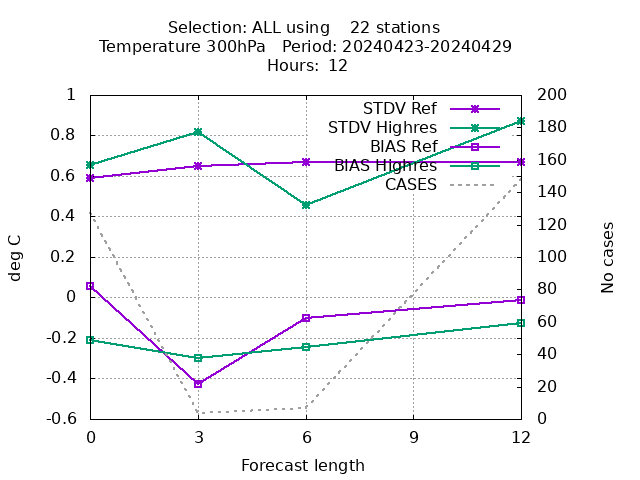 Selection: ALL using    22 stations
Temperature 300hPa   Period: 20240423-20240429
Hours:  12
1
0.8
0.6
0.4
0.2
0
-0.2
-0.4
-0.6
deg C
STDV Ref
STDV Highres
BIAS Ref
BIAS Highres
CASES
200
180
160
140
120
100
80
60
40
20
0
No cases
0 3 6 9 12
Forecast length